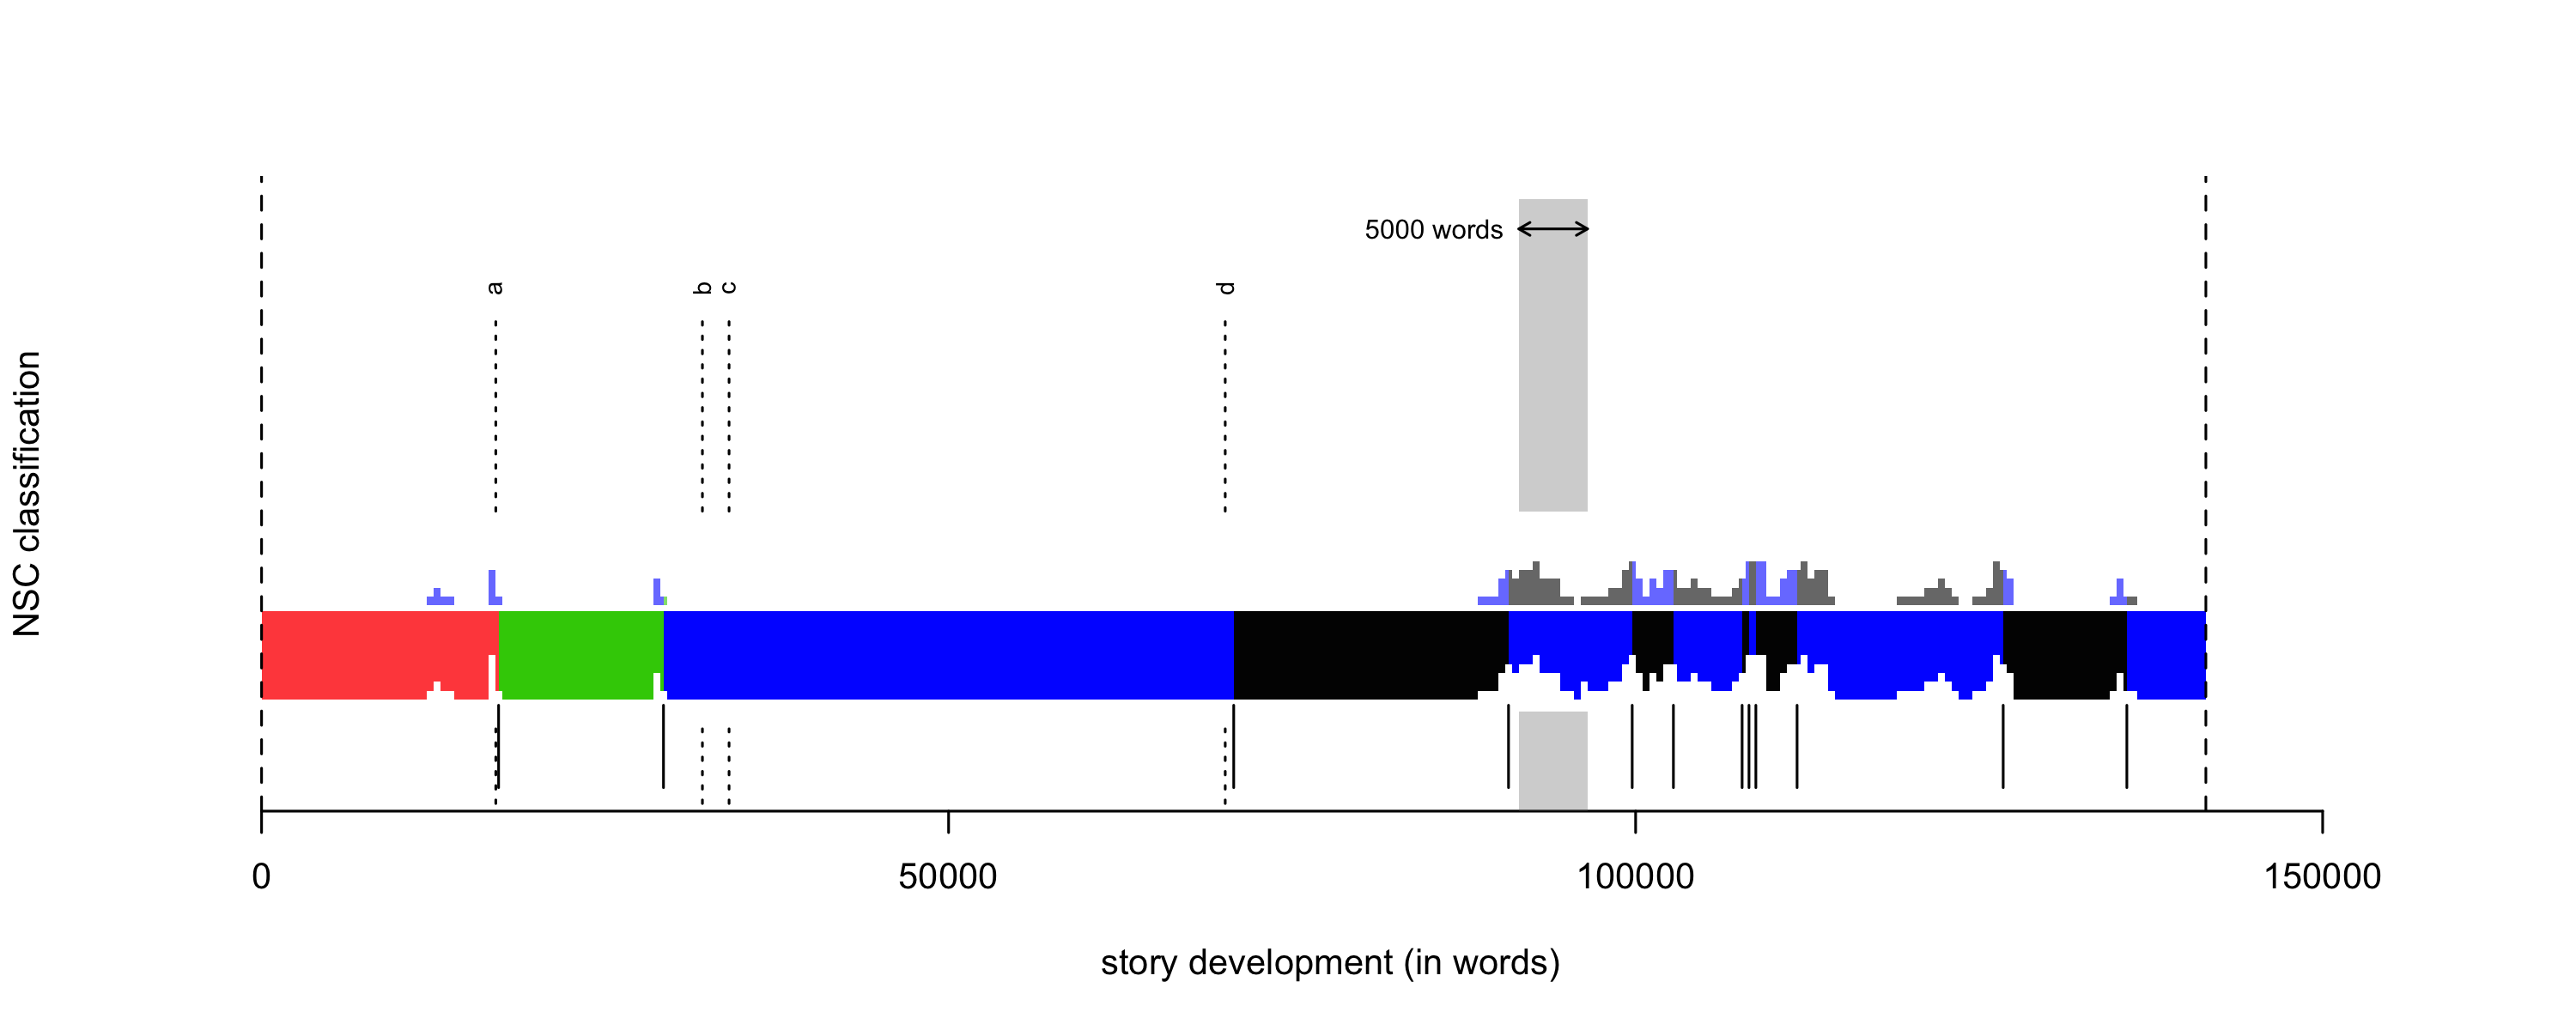 5000 words
a
b
c
d
NSC classification
0
50000
100000
150000
story development (in words)